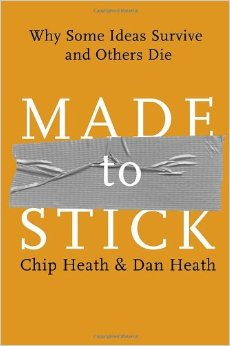 Why Some Ideas Survive
and Others Die
MADE
to
STICK
Chip Heath & Dan Heath